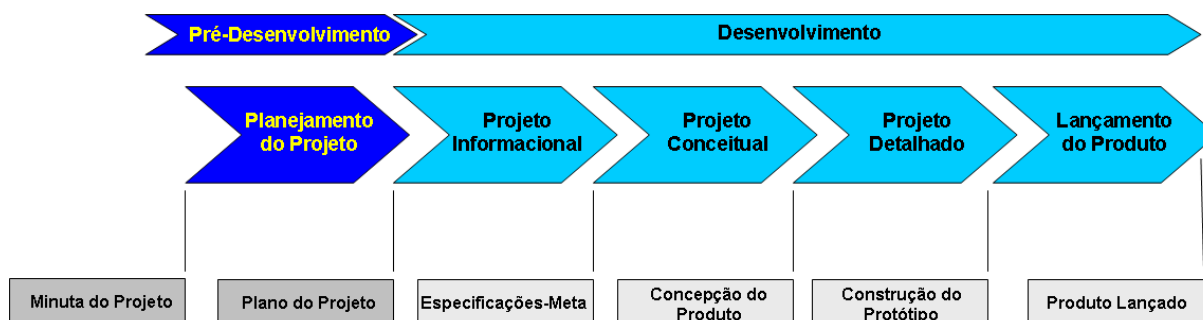 Pré-Desenvolvimento
Desenvolvimento
Planejamento
do Projeto
Projeto
Informacional
Projeto
Conceitual
Projeto
Detalhado
Lançamento
do Produto
Minuta do Projeto
Plano do Projeto
Especificações-Meta
Concepção do
Produto
Construção do
Protótipo
Produto Lançado